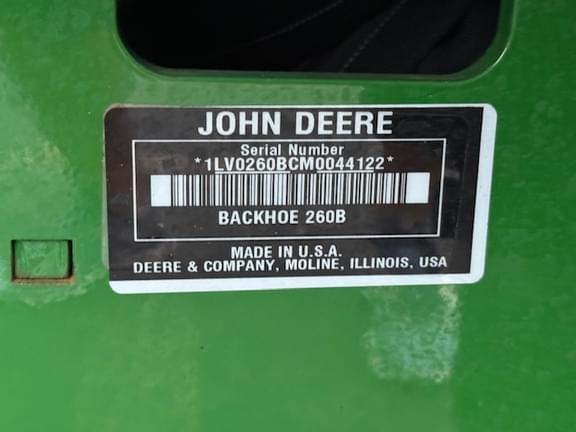 JOHN DEERE
Serial Number
*1LV0260BCM0044122*
BACKHOE 260B
MADE IN U.S.A.
DEERE & COMPANY, MOLINE, ILLINOIS, USA